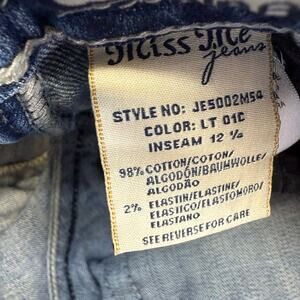 Miss Me
jeans
STYLE NO: JE5002M54
COLOR: LT 01C
INSEAM 12 ½
98% COTTON/COTON/
ALGODÓN/BAUMWOLLE/
ALGODÃO
2% ELASTIN/ELASTINE/
ELASTICO/ELASTOMORO/
ELASTANO
SEE REVERSE FOR CARE